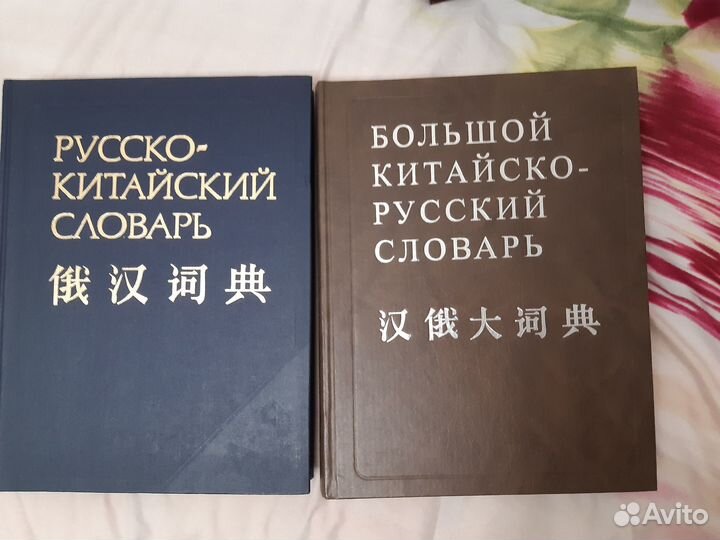 РУССКО-
КИТАЙСКИЙ
СЛОВАРЬ
俄汉词典
БОЛЬШОЙ
КИТАЙСКО-
РУССКИЙ
СЛОВАРЬ
汉俄大词典
Avito